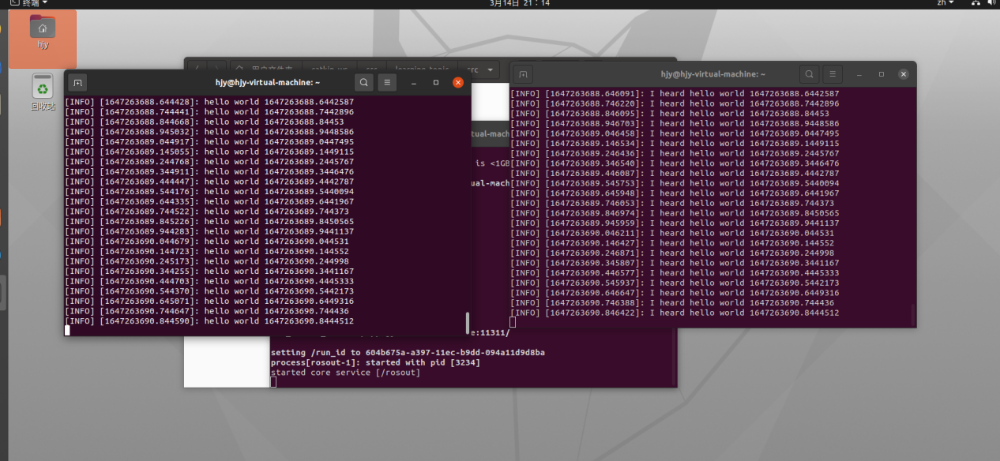 终端
3月14日 21：14
zh
hjy
回收站
hjy@hjy-virtual-machine: ~
[INFO] [1647263688.644428]: hello world 1647263688.6442587
[INFO] [1647263688.744441]: hello world 1647263688.7442896
[INFO] [1647263688.844668]: hello world 1647263688.84453
[INFO] [1647263688.945032]: hello world 1647263688.9448586
[INFO] [1647263689.044917]: hello world 1647263689.0447495
[INFO] [1647263689.145055]: hello world 1647263689.1449115
[INFO] [1647263689.244768]: hello world 1647263689.2445767
[INFO] [1647263689.344911]: hello world 1647263689.3446476
[INFO] [1647263689.444447]: hello world 1647263689.4442787
[INFO] [1647263689.544176]: hello world 1647263689.5440094
[INFO] [1647263689.644335]: hello world 1647263689.6441967
[INFO] [1647263689.744522]: hello world 1647263689.744373
[INFO] [1647263689.845226]: hello world 1647263689.8450565
[INFO] [1647263689.944283]: hello world 1647263689.9441137
[INFO] [1647263690.044679]: hello world 1647263690.044531
[INFO] [1647263690.144723]: hello world 1647263690.144552
[INFO] [1647263690.245173]: hello world 1647263690.244998
[INFO] [1647263690.344255]: hello world 1647263690.3441167
[INFO] [1647263690.444703]: hello world 1647263690.4445333
[INFO] [1647263690.544370]: hello world 1647263690.5442173
[INFO] [1647263690.645071]: hello world 1647263690.6449316
[INFO] [1647263690.744647]: hello world 1647263690.744436
[INFO] [1647263690.844590]: hello world 1647263690.8444512
hjy@hjy-virtual-machine: ~
[INFO] [1647263688.646091]: I heard hello world 1647263688.6442587
[INFO] [1647263688.746220]: I heard hello world 1647263688.7442896
[INFO] [1647263688.846095]: I heard hello world 1647263688.84453
[INFO] [1647263688.946703]: I heard hello world 1647263688.9448586
[INFO] [1647263689.046458]: I heard hello world 1647263689.0447495
[INFO] [1647263689.146534]: I heard hello world 1647263689.1449115
[INFO] [1647263689.246436]: I heard hello world 1647263689.2445767
[INFO] [1647263689.346540]: I heard hello world 1647263689.3446476
[INFO] [1647263689.446087]: I heard hello world 1647263689.4442787
[INFO] [1647263689.545753]: I heard hello world 1647263689.5440094
[INFO] [1647263689.645948]: I heard hello world 1647263689.6441967
[INFO] [1647263689.746053]: I heard hello world 1647263689.744373
[INFO] [1647263689.846974]: I heard hello world 1647263689.8450565
[INFO] [1647263689.945959]: I heard hello world 1647263689.9441137
[INFO] [1647263690.046211]: I heard hello world 1647263690.044531
[INFO] [1647263690.146427]: I heard hello world 1647263690.144552
[INFO] [1647263690.246871]: I heard hello world 1647263690.244998
[INFO] [1647263690.345807]: I heard hello world 1647263690.3441167
[INFO] [1647263690.446577]: I heard hello world 1647263690.4445333
[INFO] [1647263690.545937]: I heard hello world 1647263690.5442173
[INFO] [1647263690.646647]: I heard hello world 1647263690.6449316
[INFO] [1647263690.746388]: I heard hello world 1647263690.744436
[INFO] [1647263690.846422]: I heard hello world 1647263690.8444512
tual-mach
is <1GB
ual-mach
e:11311/
setting /run_id to 604b675a-a397-11ec-b9dd-094a11d9d8ba
process[rosout-1]: started with pid [3234]
started core service [/rosout]